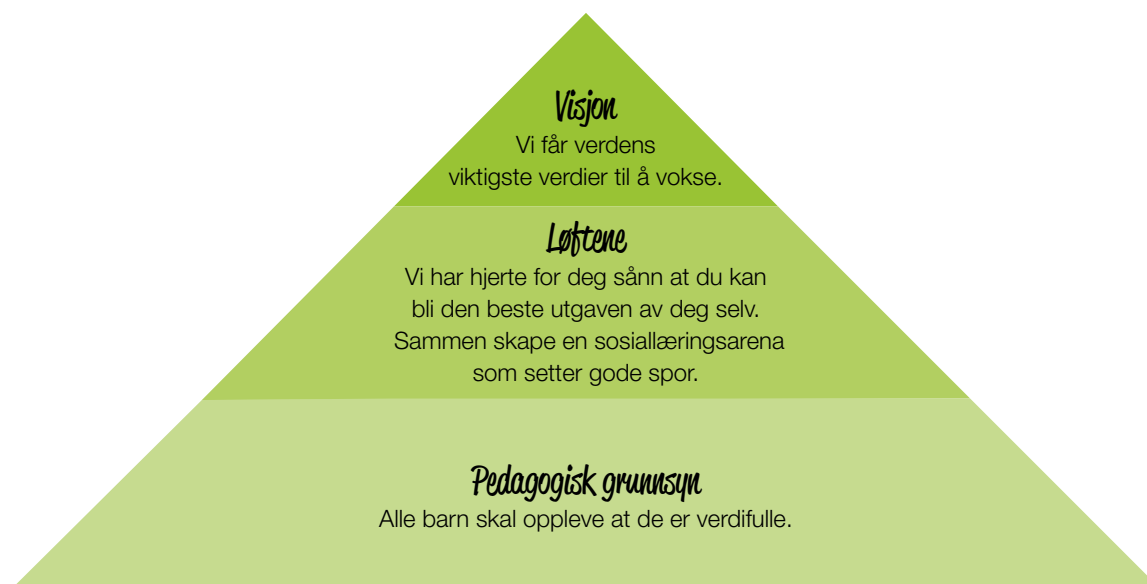 Visjon
Vi får verdens
viktigste verdier til å vokse.
Løftene
Vi har hjerte for deg sånn at du kan
bli den beste utgaven av deg selv.
Sammen skape en sosiallæringsarena
som setter gode spor.
Pedagogisk grunnsyn
Alle barn skal oppleve at de er verdifulle.